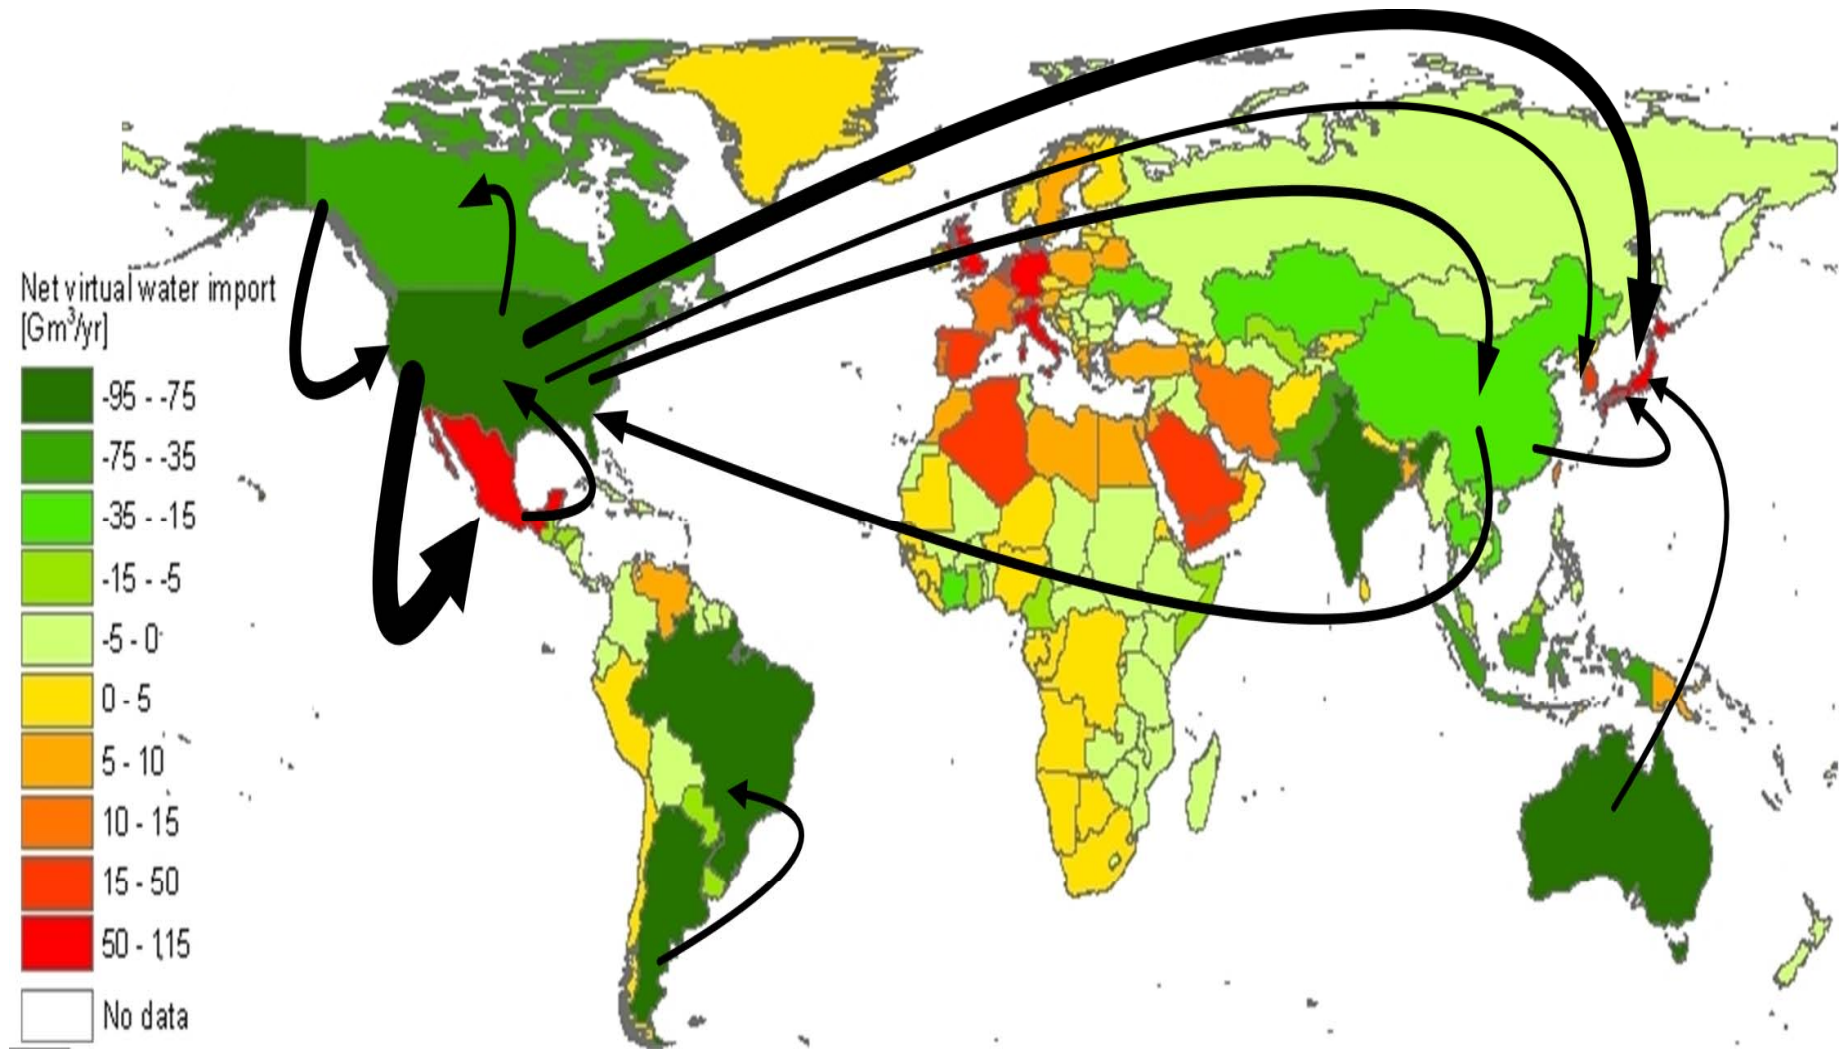 Net virtual water import
[Gm³/yr]
-95 - -75
-75 - -35
-35 - -15
-15 - -5
-5 - 0
0 - 5
5 - 10
10 - 15
15 - 50
50 - 115
No data